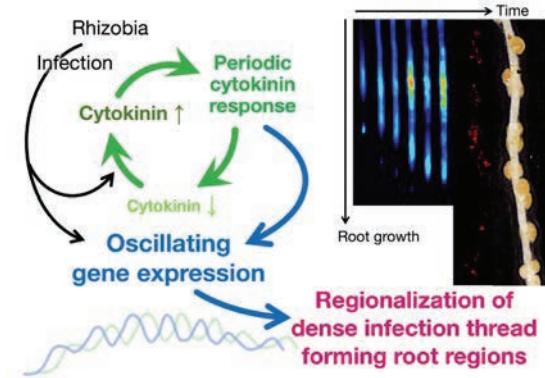 Rhizobia
Infection
Cytokinin ↑
Periodic
cytokinin
response
Cytokinin ↓
Oscillating
gene expression
Time
Root growth
Regionalization of
dense infection thread
forming root regions